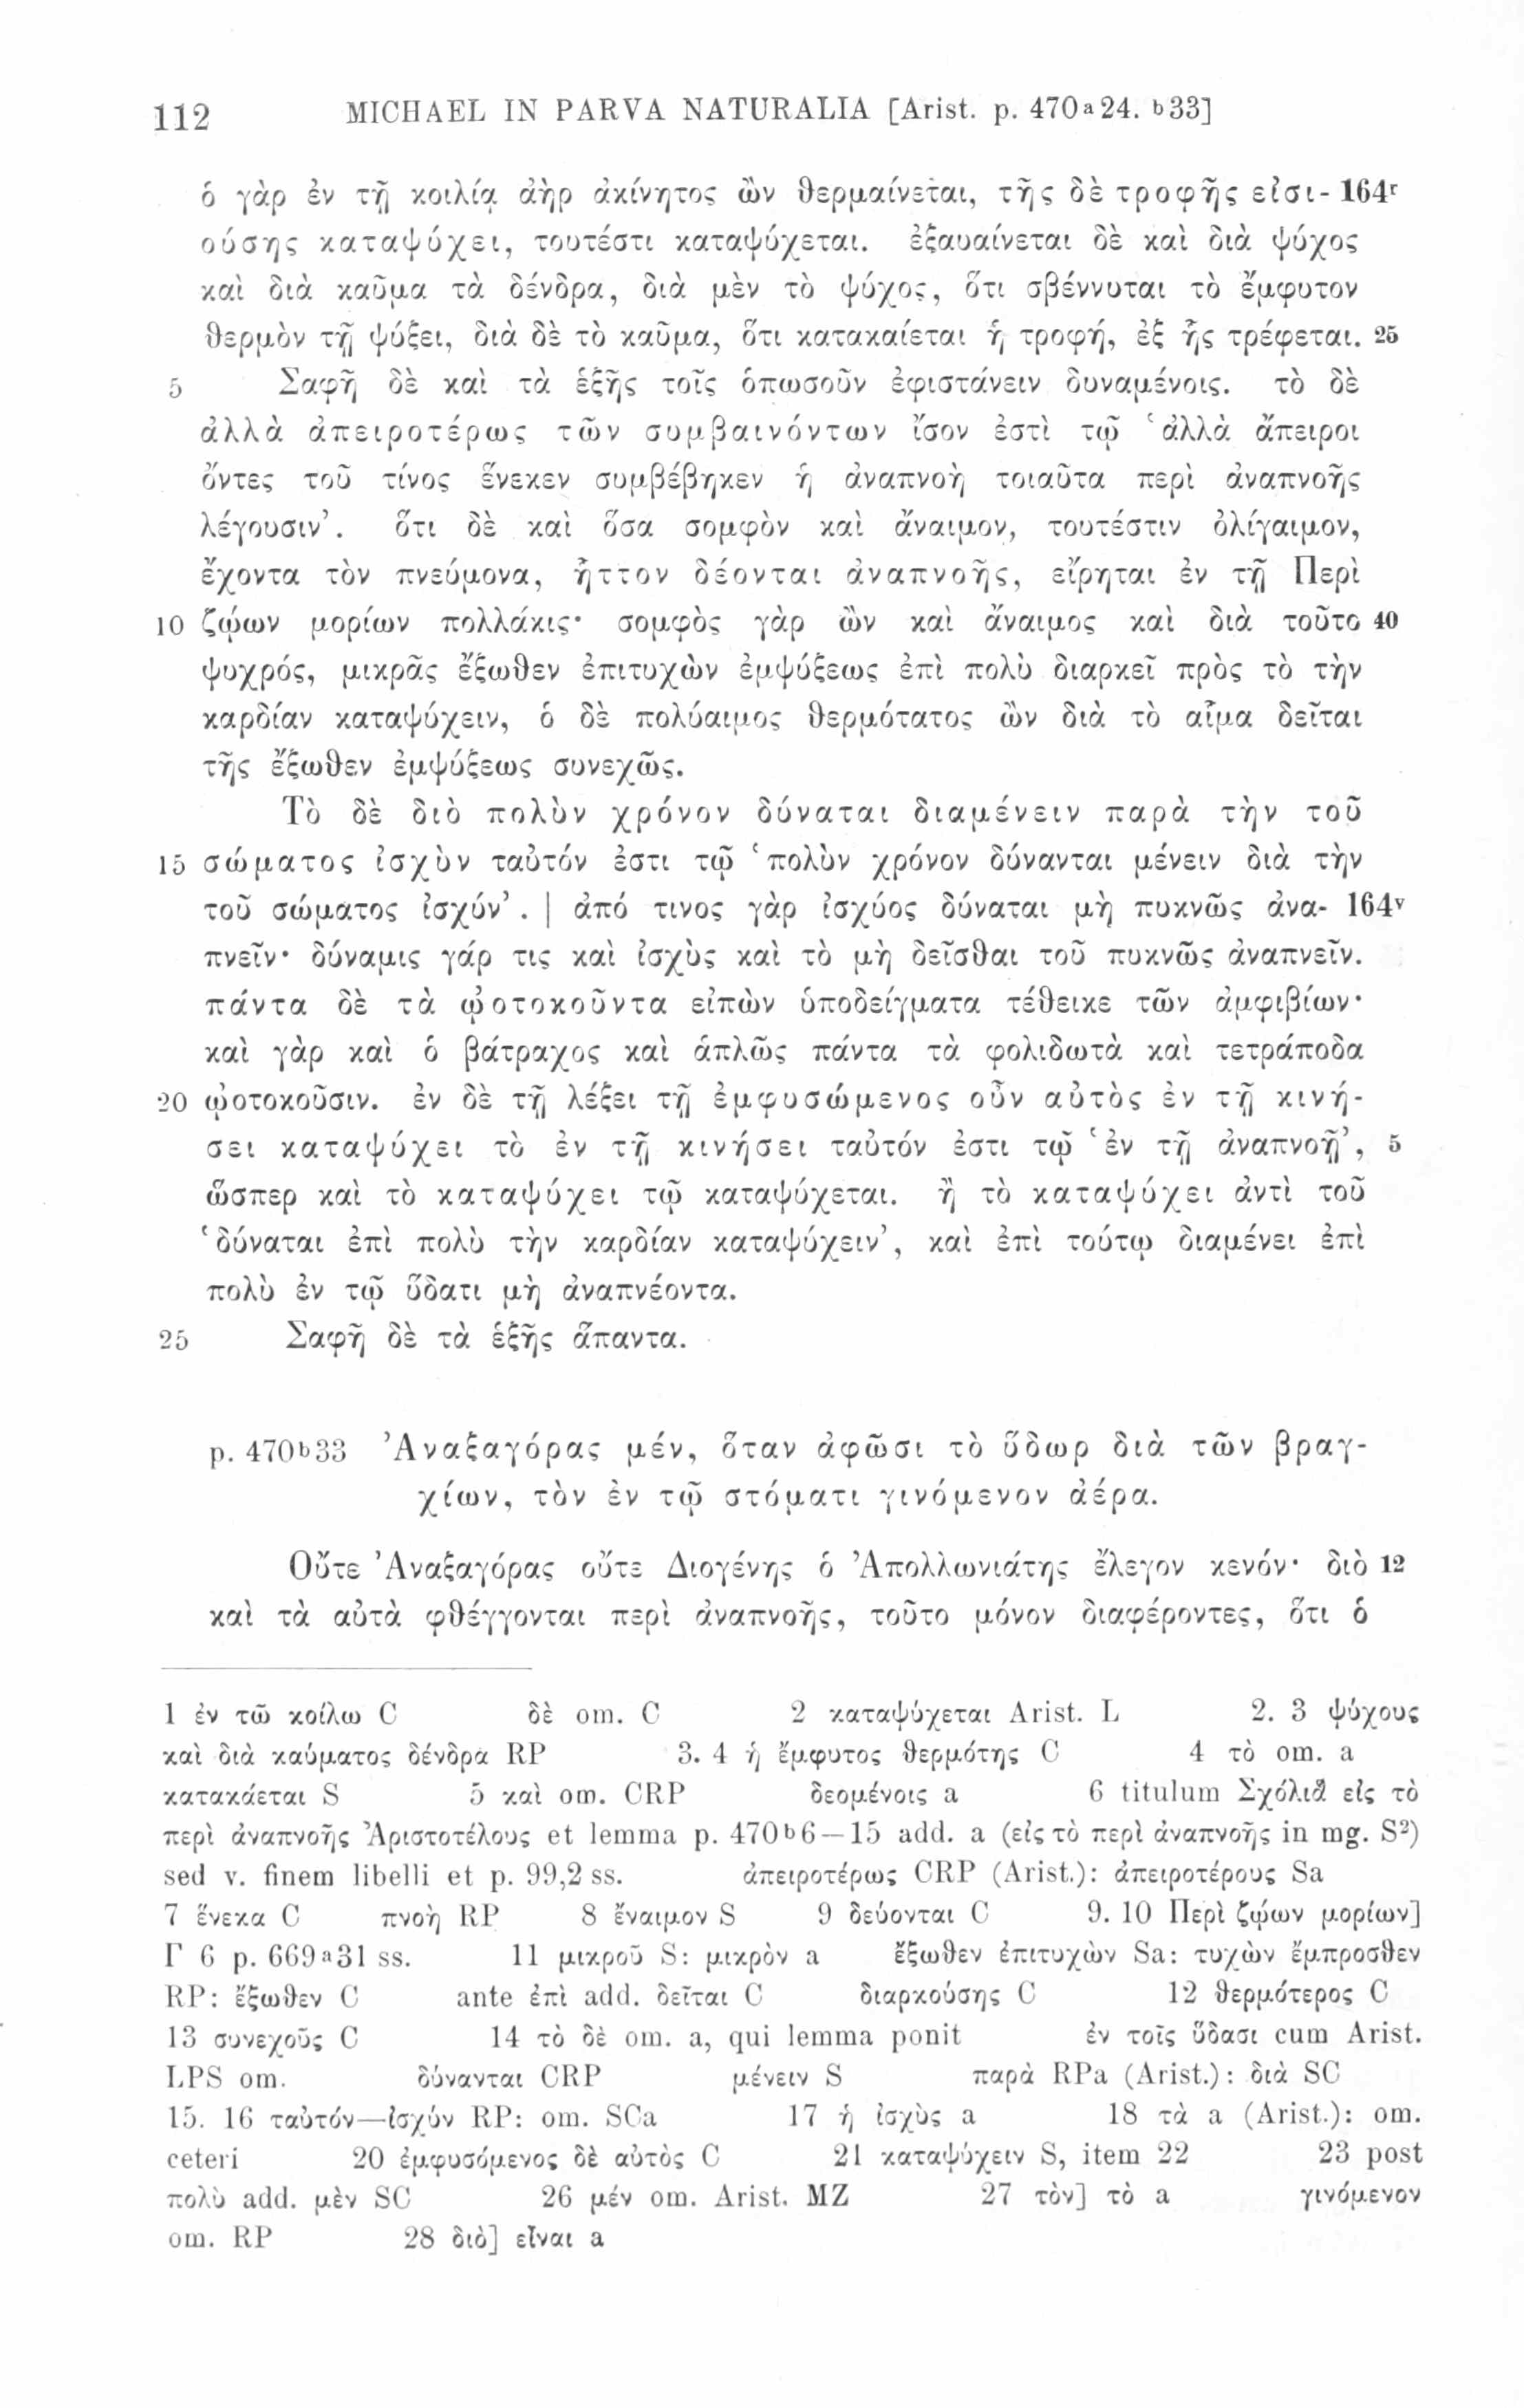 112 MICHAEL IN PARVA NATURALIA [Arist. p. 470a24. b33]
ὁ γὰρ ἐν τῇ κοιλίᾳ ἀὴρ ἀκίνητος ὢν θερμαίνεται, τῆς δὲ τροφῆς εἰσι- 164r
ούσης καταψύχει, τουτέστι καταψύχεται. ἐξαυαίνεται δὲ καὶ διὰ ψύχος
καὶ διὰ καῦμα τὰ δένδρα, διὰ μὲν τὸ ψύχος, ὅτι σβέννυται τὸ ἔμφυτον
θερμὸν τῇ ψύξει, διὰ δὲ τὸ καῦμα, ὅτι κατακαίεται ἡ τροφή, ἐξ ἧς τρέφεται. 25
5 Σαφῆ δὲ καὶ τὰ ἑξῆς τοῖς ὁπωσοῦν ἐφιστάνειν δυναμένοις. τὸ δὲ
ἀλλὰ ἀπειροτέρως τῶν συμβαινόντων ἴσον ἐστὶ τῷ ‘ἀλλὰ ἄπειροι
ὄντες τοῦ τίνος ἕνεκεν συμβέβηκεν ἡ ἀναπνοὴ τοιαῦτα περὶ ἀναπνοῆς
λέγουσιν’. ὅτι δὲ καὶ ὅσα σομφὸν καὶ ἄναιμον, τουτέστιν ὀλίγαιμον,
ἔχοντα τὸν πνεύμονα, ἧττον δέονται ἀναπνοῆς, εἴρηται ἐν τῇ Περὶ
10 ζῴων μορίων πολλάκις· σομφὸς γὰρ ὢν καὶ ἄναιμος καὶ διὰ τοῦτο 40
ψυχρός, μικρᾶς ἔξωθεν ἐπιτυχὼν ἐμψύξεως ἐπὶ πολὺ διαρκεῖ πρὸς τὸ τὴν
καρδίαν καταψύχειν, ὁ δὲ πολύαιμος θερμότατος ὢν διὰ τὸ αἷμα δεῖται
τῆς ἔξωθεν ἐμψύξεως συνεχῶς.
Τὸ δὲ διὸ πολὺν χρόνον δύναται διαμένειν παρὰ τὴν τοῦ
15 σώματος ἰσχὺν ταὐτόν ἐστι τῷ ‘πολὺν χρόνον δύνανται μένειν διὰ τὴν
τοῦ σώματος ἰσχύν’. | ἀπό τινος γὰρ ἰσχύος δύναται μὴ πυκνῶς ἀνα- 164v
πνεῖν· δύναμις γάρ τις καὶ ἰσχὺς καὶ τὸ μὴ δεῖσθαι τοῦ πυκνῶς ἀναπνεῖν.
πάντα δὲ τὰ ᾠοτοκοῦντα εἰπὼν ὑποδείγματα τέθεικε τῶν ἀμφιβίων·
καὶ γὰρ καὶ ὁ βάτραχος καὶ ἁπλῶς πάντα τὰ φολιδωτὰ καὶ τετράποδα
20 ᾠοτοκοῦσιν. ἐν δὲ τῇ λέξει τῇ ἐμφυσώμενος οὖν αὐτὸς ἐν τῇ κινή-
σει καταψύχει τὸ ἐν τῇ κινήσει ταὐτόν ἐστι τῷ ‘ἐν τῇ ἀναπνοῇ’, 5
ὥσπερ καὶ τὸ καταψύχει τῷ καταψύχεται. ἢ τὸ καταψύχει ἀντὶ τοῦ
‘δύναται ἐπὶ πολὺ τὴν καρδίαν καταψύχειν’, καὶ ἐπὶ τούτῳ διαμένει ἐπὶ
πολὺ ἐν τῷ ὕδατι μὴ ἀναπνέοντα.
25 Σαφῆ δὲ τὰ ἑξῆς ἅπαντα.
p. 470b33 Ἀναξαγόρας μέν, ὅταν ἀφῶσι τὸ ὕδωρ διὰ τῶν βραγ-
χίων, τὸν ἐν τῷ στόματι γινόμενον ἀέρα.
Οὔτε Ἀναξαγόρας οὔτε Διογένης ὁ Ἀπολλωνιάτης ἔλεγον κενόν· διὸ 12
καὶ τὰ αὐτὰ φθέγγονται περὶ ἀναπνοῆς, τοῦτο μόνον διαφέροντες, ὅτι ὁ
1 ἐν τῶ κοίλω C δὲ om. C 2 καταψύχεται Arist. L 2. 3 ψύχους
καὶ διὰ καύματος δένδρα RP 3. 4 ἡ ἔμφυτος θερμότης C 4 τὸ om. a
κατακάεται S 5 καὶ om. CRP δεομένοις a 6 titulum Σχόλια εἰς τὸ
περὶ ἀναπνοῆς Ἀριστοτέλους et lemma p. 470b6—15 add. a (εἰς τὸ περὶ ἀναπνοῆς in mg. S²)
sed v. finem libelli et p. 99,2 ss. ἀπειροτέρως CRP (Arist.): ἀπειροτέρους Sa
7 ἕνεκα C πνοὴ RP 8 ἔναιμον S 9 δεύονται C 9. 10 Περὶ ζῴων μορίων]
Γ 6 p. 669a31 ss. 11 μικροῦ S: μικρὸν a ἔξωθεν ἐπιτυχὼν Sa: τυχὼν ἔμπροσθεν
RP: ἔξωθεν C ante ἐπὶ add. δεῖται C διαρκούσης C 12 θερμότερος C
13 συνεχοῦς C 14 τὸ δὲ om. a, qui lemma ponit ἐν τοῖς ὕδασι cum Arist.
LPS om. δύνανται CRP μένειν S παρὰ RPa (Arist.): διὰ SC
15. 16 ταὐτόν—ἰσχύν RP: om. SCa 17 ἡ ἰσχὺς a 18 τὰ a (Arist.): om.
ceteri 20 ἐμφυσόμενος δὲ αὐτὸς C 21 καταψύχειν S, item 22 23 post
πολὺ add. μὲν SC 26 μέν om. Arist. MZ 27 τὸν] τὸ a γινόμενον
om. RP 28 διὸ] εἶναι a